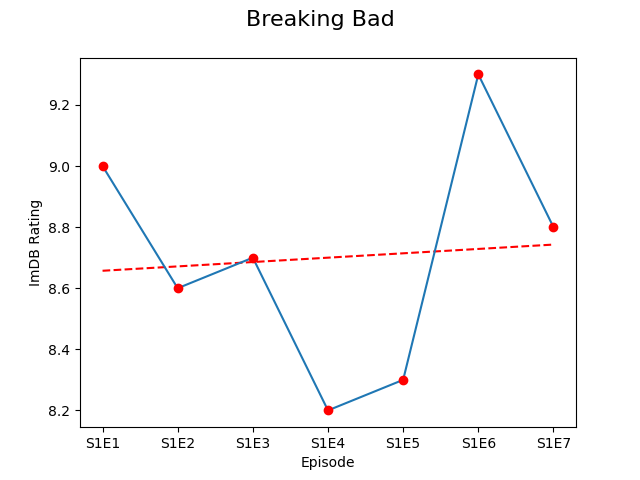 Breaking Bad
9.2
9.0
8.8
8.6
8.4
8.2
ImDB Rating
S1E1 S1E2 S1E3 S1E4 S1E5 S1E6 S1E7
Episode